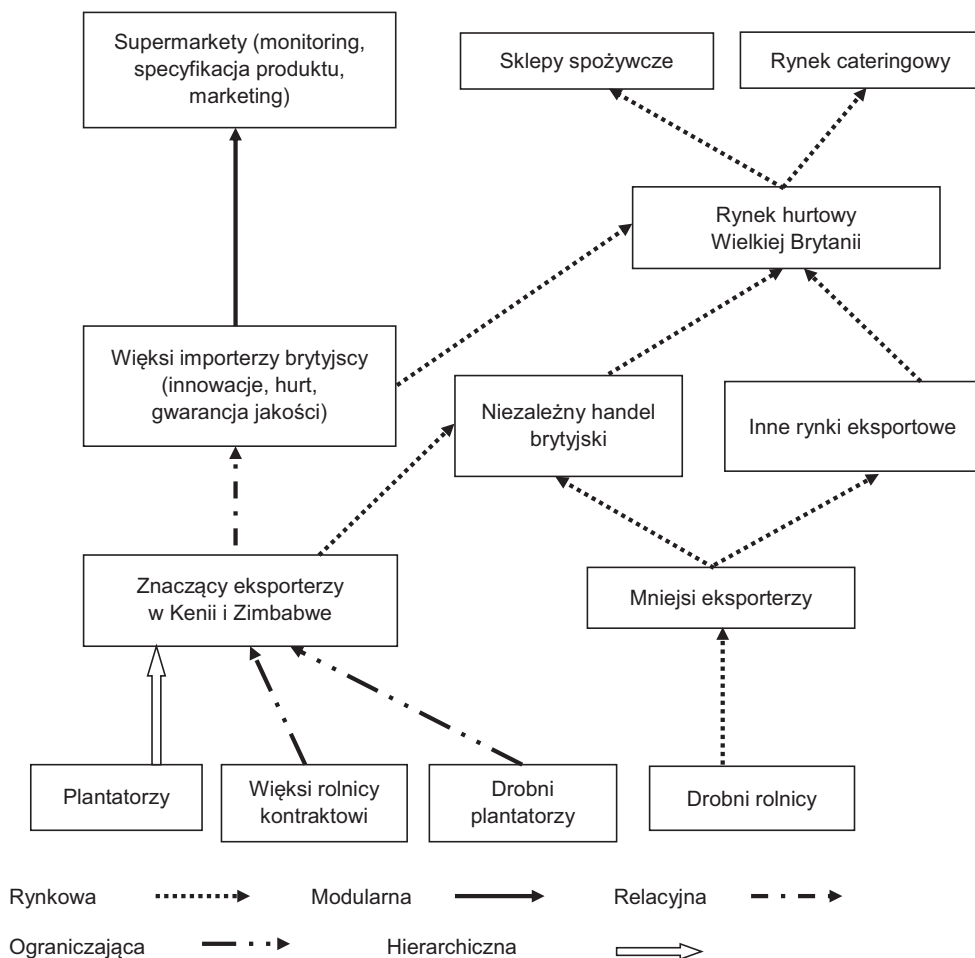 Supermarkety (monitoring,
specyfikacja produktu,
marketing)
Sklepy spożywcze
Rynek cateringowy
Rynek hurtowy
Wielkiej Brytanii
Więksi importerzy brytyjscy
(innowacje, hurt,
gwarancja jakości)
Niezależny handel
brytyjski
Inne rynki eksportowe
Znaczący eksporterzy
w Kenii i Zimbabwe
Mniejsi eksporterzy
Plantatorzy
Więksi rolnicy
kontraktowi
Drobni
plantatorzy
Drobni rolnicy
Rynkowa
Modularna
Relacyjna
Ograniczająca
Hierarchiczna